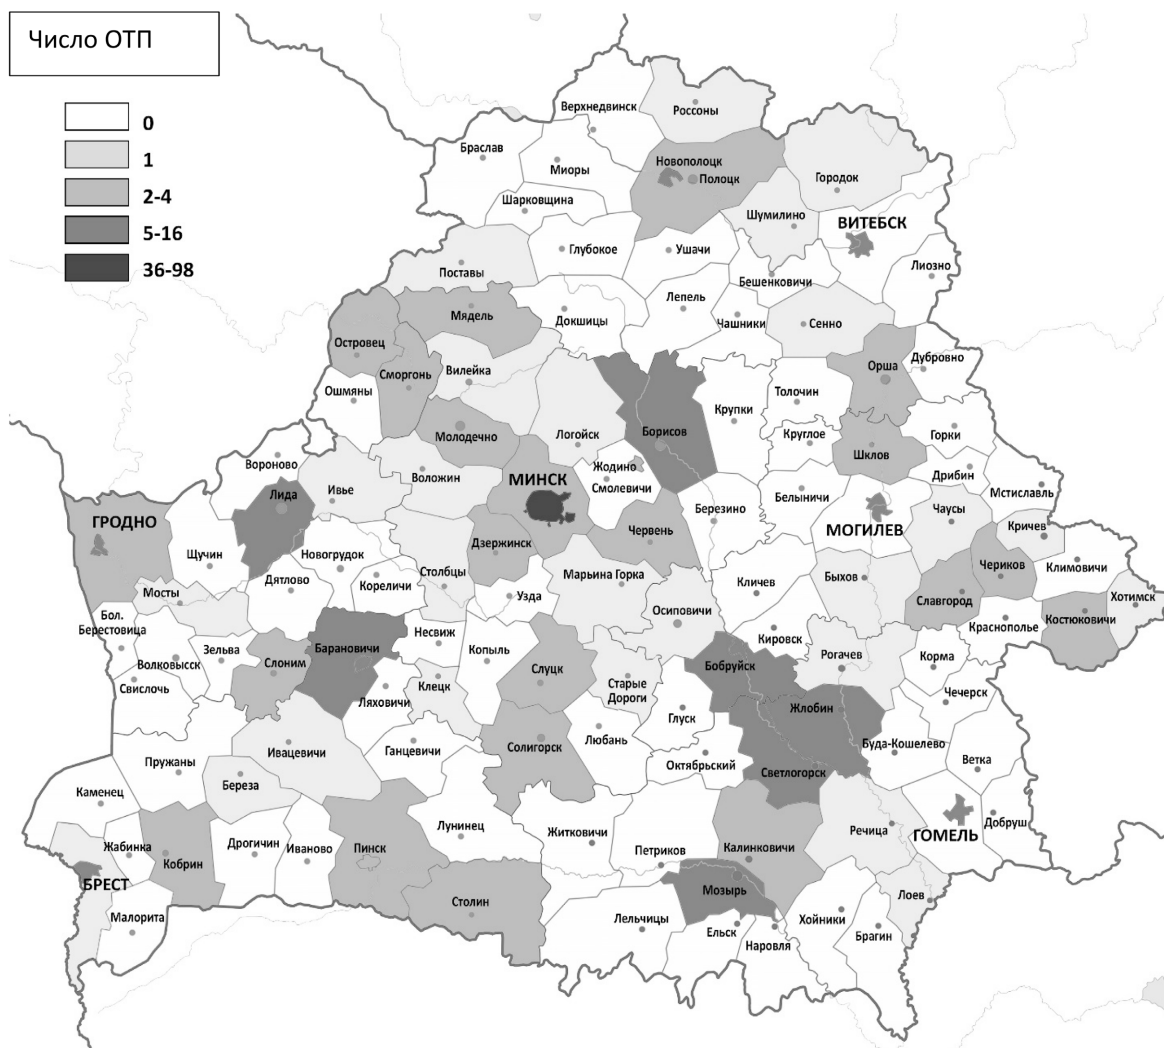 Число ОТП
0
1
2-4
5-16
36-98
Верхнедвинск
Россоны
Браслав
Миоры
Новополоцк
Полоцк
Городок
Шарковщина
Шумилино
ВИТЕБСК
Глубокое
Ушачи
Поставы
Бешенковичи
Лиозно
Мядель
Докшицы
Лепель
Чашники
Сенно
Островец
Сморгонь
Вилейка
Орша
Дубровно
Ошмяны
Толочин
Крупки
Молодечно
Логойск
Борисов
Круглое
Шклов
Горки
Вороново
Ивье
Воложин
МИНСК
Жодино
Смолевичи
Белыничи
Дрибин
Мстиславль
Лида
ГРОДНО
Березино
МОГИЛЕВ
Чаусы
Кричев
Щучин
Новогрудок
Дзержинск
Червень
Климовичи
Дятлово
Кореличи
Столбцы
Марьина Горка
Кличев
Быхов
Чериков
Славгород
Хотимск
Мосты
Узда
Осиповичи
Краснополье
Костюковичи
Бол.
Берестовица
Волковысск
Зельва
Слоним
Барановичи
Несвиж
Копыль
Кировск
Рогачев
Корма
Свислочь
Ляховичи
Клецк
Слуцк
Старые
Дороги
Бобруйск
Чечерск
Ивацевичи
Ганцевичи
Солигорск
Любань
Глуск
Жлобин
Буда-Кошелево
Пружаны
Октябрьский
Светлогорск
Ветка
Каменец
Береза
Лунинец
Житковичи
Речица
ГОМЕЛЬ
Добруш
Жабинка
Кобрин
Дрогичин
Иваново
Пинск
Петриков
Калинковичи
БРЕСТ
Мозырь
Лоев
Малорита
Столин
Лельчицы
Ельск
Наровля
Хойники
Брагин